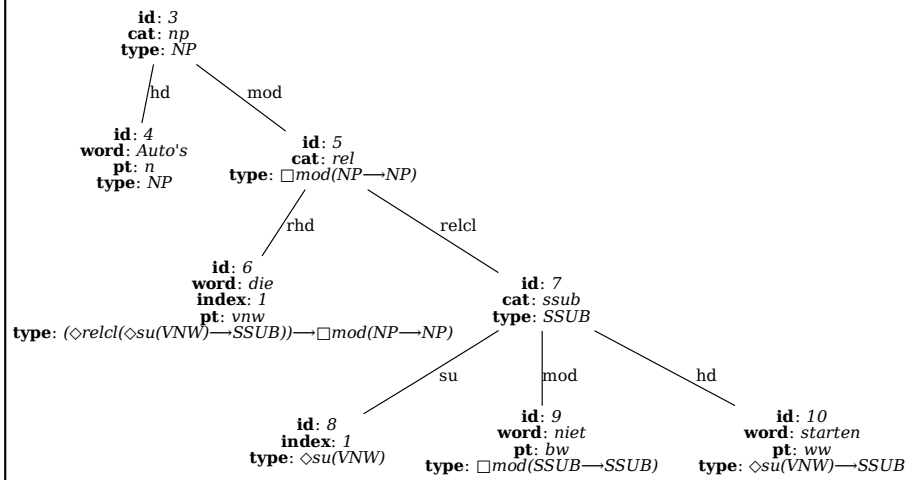 id: 3
cat: np
type: NP
hd
mod
id: 4
word: Auto's
pt: n
type: NP
id: 5
cat: rel
type: □mod(NP⟶NP)
rhd
relcl
id: 6
word: die
index: 1
pt: vnw
type: (◇relcl(◇su(VNW)⟶SSUB))⟶□mod(NP⟶NP)
id: 7
cat: ssub
type: SSUB
su
mod
hd
id: 8
index: 1
type: ◇su(VNW)
id: 9
word: niet
pt: bw
type: □mod(SSUB⟶SSUB)
id: 10
word: starten
pt: ww
type: ◇su(VNW)⟶SSUB